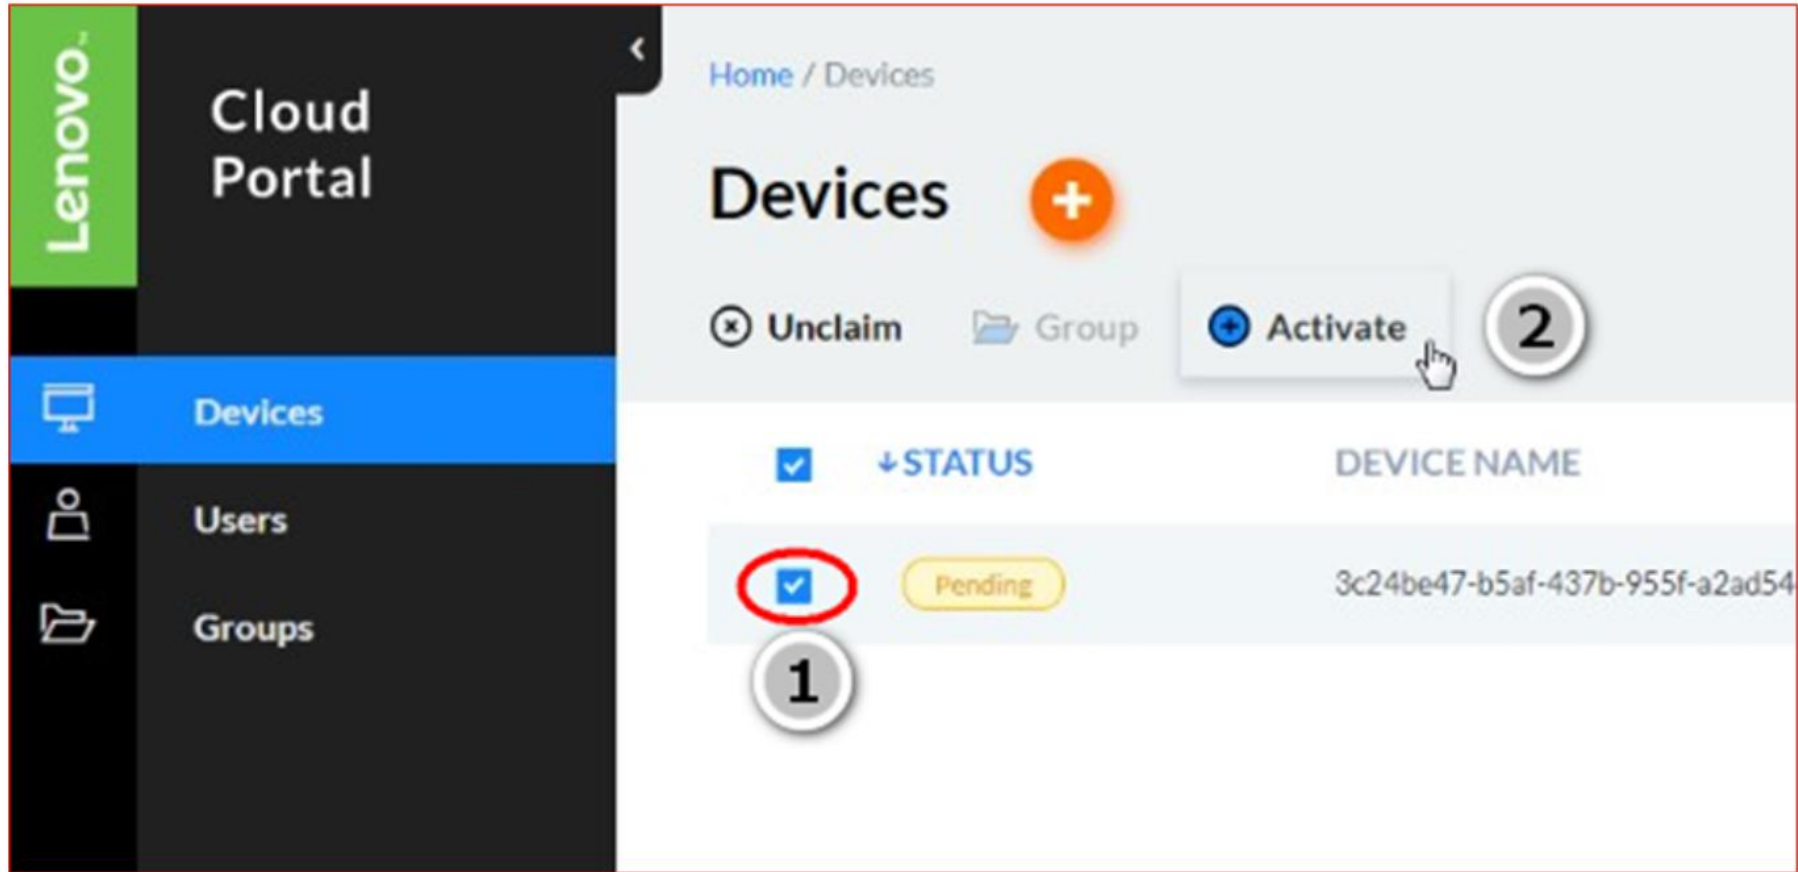 Lenovo™
Cloud
Portal
Devices
Users
Groups
Home / Devices
Devices
Unclaim
Group
Activate
2
STATUS
DEVICE NAME
Pending
3c24be47-b5af-437b-955f-a2ad54
1